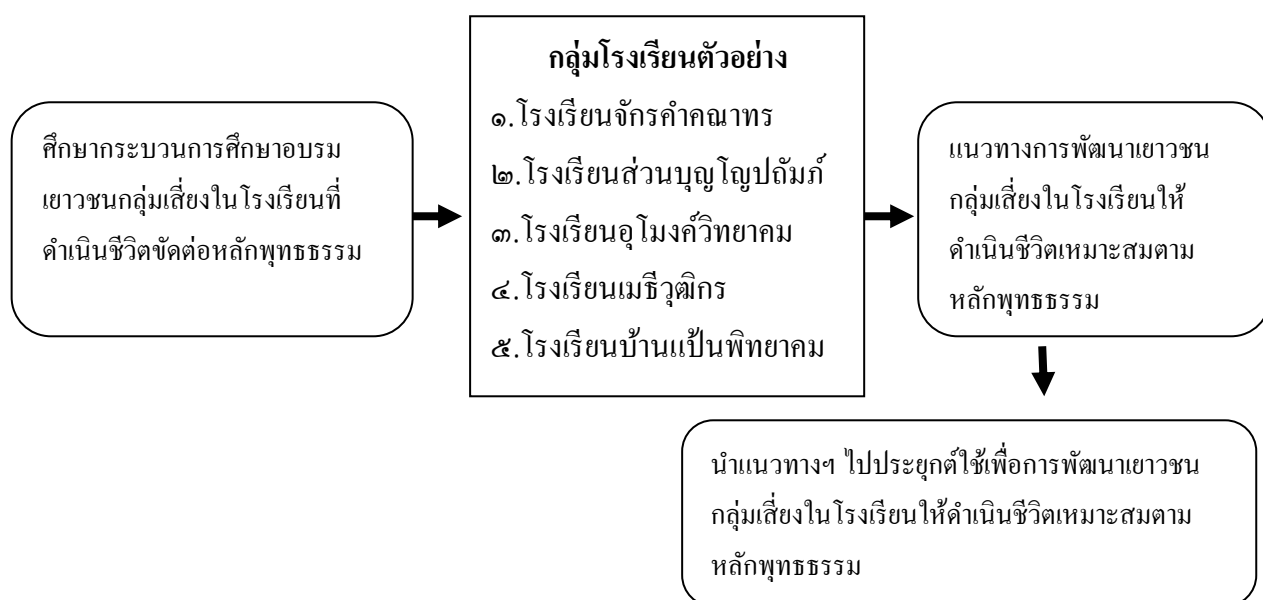 ศึกษากระบวนการศึกษาอบรม
เยาวชนกลุ่มเสี่ยงในโรงเรียนที่
ดำเนินชีวิตขัดต่อหลักพุทธธรรม
กลุ่มโรงเรียนตัวอย่าง
๑.โรงเรียนจักรคำคณาทร
๒.โรงเรียนส่วนบุญโญปถัมภ์
๓.โรงเรียนอุโมงค์วิทยาคม
๔.โรงเรียนเมธีวุฒิกร
๕.โรงเรียนบ้านแป้นพิทยาคม
แนวทางการพัฒนาเยาวชน
กลุ่มเสี่ยงในโรงเรียนให้
ดำเนินชีวิตเหมาะสมตาม
หลักพุทธธรรม
นำแนวทางฯ ไปประยุกต์ใช้เพื่อการพัฒนาเยาวชน
กลุ่มเสี่ยงในโรงเรียนให้ดำเนินชีวิตเหมาะสมตาม
หลักพุทธธรรม